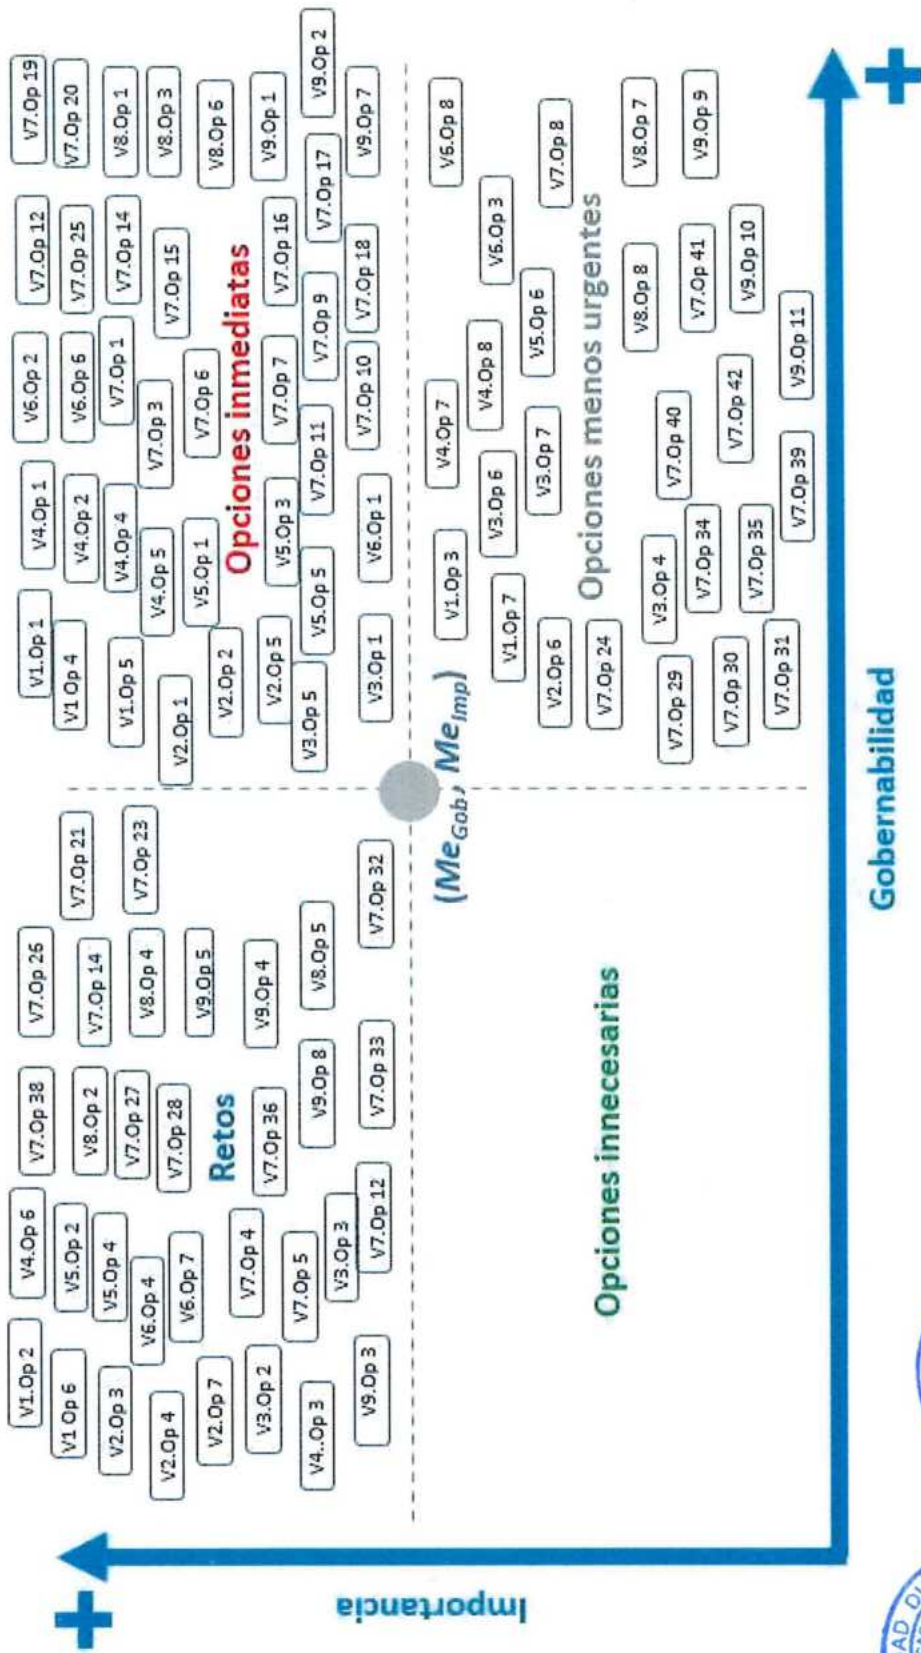 +
Importancia
V1.Op 2
V4.Op 6
V7.Op 38
V7.Op 26
V1 Op 6
V5.Op 2
V8.Op 2
V7.Op 14
V7.Op 21
V2.Op 3
V5.Op 4
V7.Op 27
V8.Op 4
V7.Op 23
V2.Op 4
V6.Op 4
V7.Op 28
V9.Op 5
V2.Op 7
V6.Op 7
Retos
V3.Op 2
V7.Op 4
V7.Op 36
V9.Op 4
V4..Op 3
V7.Op 5
V9.Op 8
V8.Op 5
V3.Op 3
V9.Op 3
V7.Op 12
V7.Op 33
V7.Op 32
V1.Op 1
V4.Op 1
V6.Op 2
V7.Op 12
V7.Op 19
V1 Op 4
V4.Op 2
V6.Op 6
V7.Op 25
V7.Op 20
V1.Op 5
V4.Op 4
V7.Op 1
V7.Op 14
V8.Op 1
V2.Op 1
V4.Op 5
V7.Op 3
V7.Op 15
V8.Op 3
V2.Op 2
V5.Op 1
V7.Op 6
V8.Op 6
Opciones inmediatas
V2.Op 5
V5.Op 3
V7.Op 7
V7.Op 16
V9.Op 1
V3.Op 5
V5.Op 5
V7.Op 11
V7.Op 9
V7.Op 17
V9.Op 2
V3.Op 1
V6.Op 1
V7.Op 10
V7.Op 18
V9.Op 7
(MeGob, MeImp)
Opciones innecesarias
V1.Op 3
V4.Op 7
V6.Op 8
V1.Op 7
V3.Op 6
V4.Op 8
V6.Op 3
V2.Op 6
V3.Op 7
V5.Op 6
V7.Op 8
V7.Op 24
Opciones menos urgentes
V3.Op 4
V7.Op 40
V8.Op 8
V8.Op 7
V7.Op 29
V7.Op 34
V7.Op 41
V9.Op 9
V7.Op 30
V7.Op 35
V7.Op 42
V9.Op 10
V7.Op 31
V7.Op 39
V9.Op 11
Gobernabilidad
+